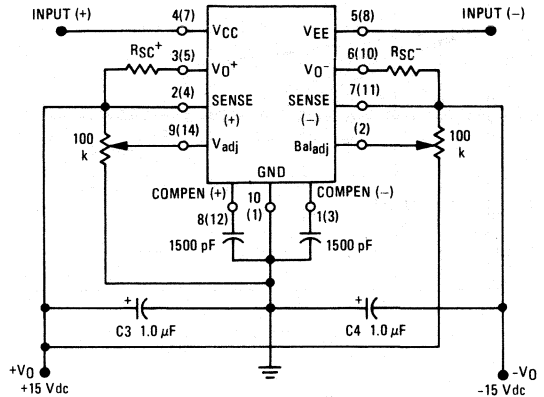 INPUT (+) 4(7) 5(8) INPUT (−)
VCC VEE
RSC+ 3(5) VO+ VO− 6(10) RSC−
2(4) SENSE (+) SENSE (−) 7(11)
100 k 9(14) Vadj Baladj (2) 100 k
GND
COMPEN (+) 10 (1) COMPEN (−)
8(12) 1(3)
1500 pF 1500 pF
+ +
C3 1.0 µF C4 1.0 µF
+VO −VO
+15 Vdc −15 Vdc